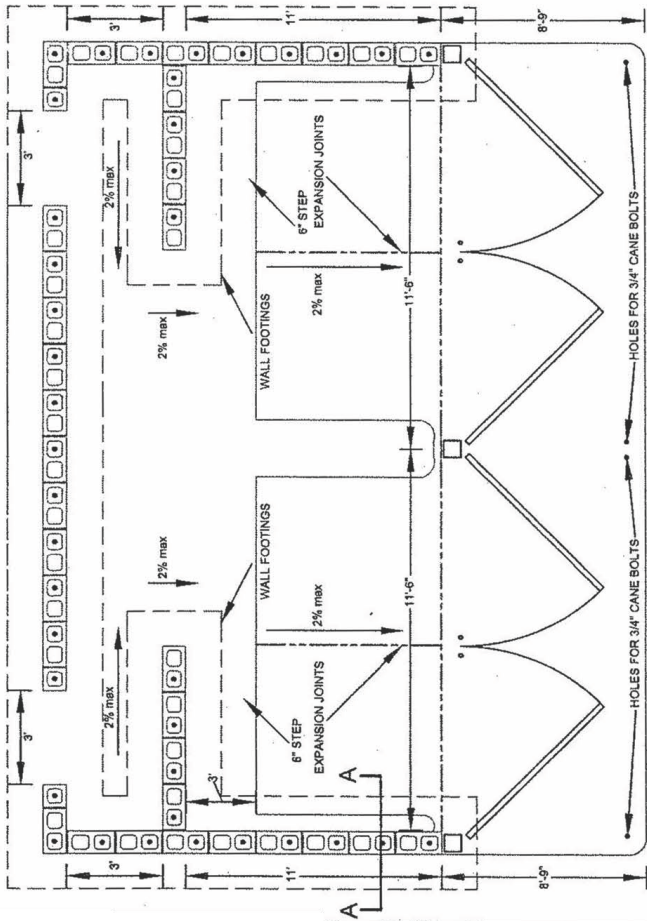 3'
3'
3'
2% max
2% max
3'
2% max
2% max
3'
WALL FOOTINGS
WALL FOOTINGS
11'
6" STEP
EXPANSION JOINTS
2% max
6" STEP
EXPANSION JOINTS
2% max
11'
A
A
11'-6"
11'-6"
8'-9"
8'-9"
HOLES FOR 3/4" CANE BOLTS
HOLES FOR 3/4" CANE BOLTS